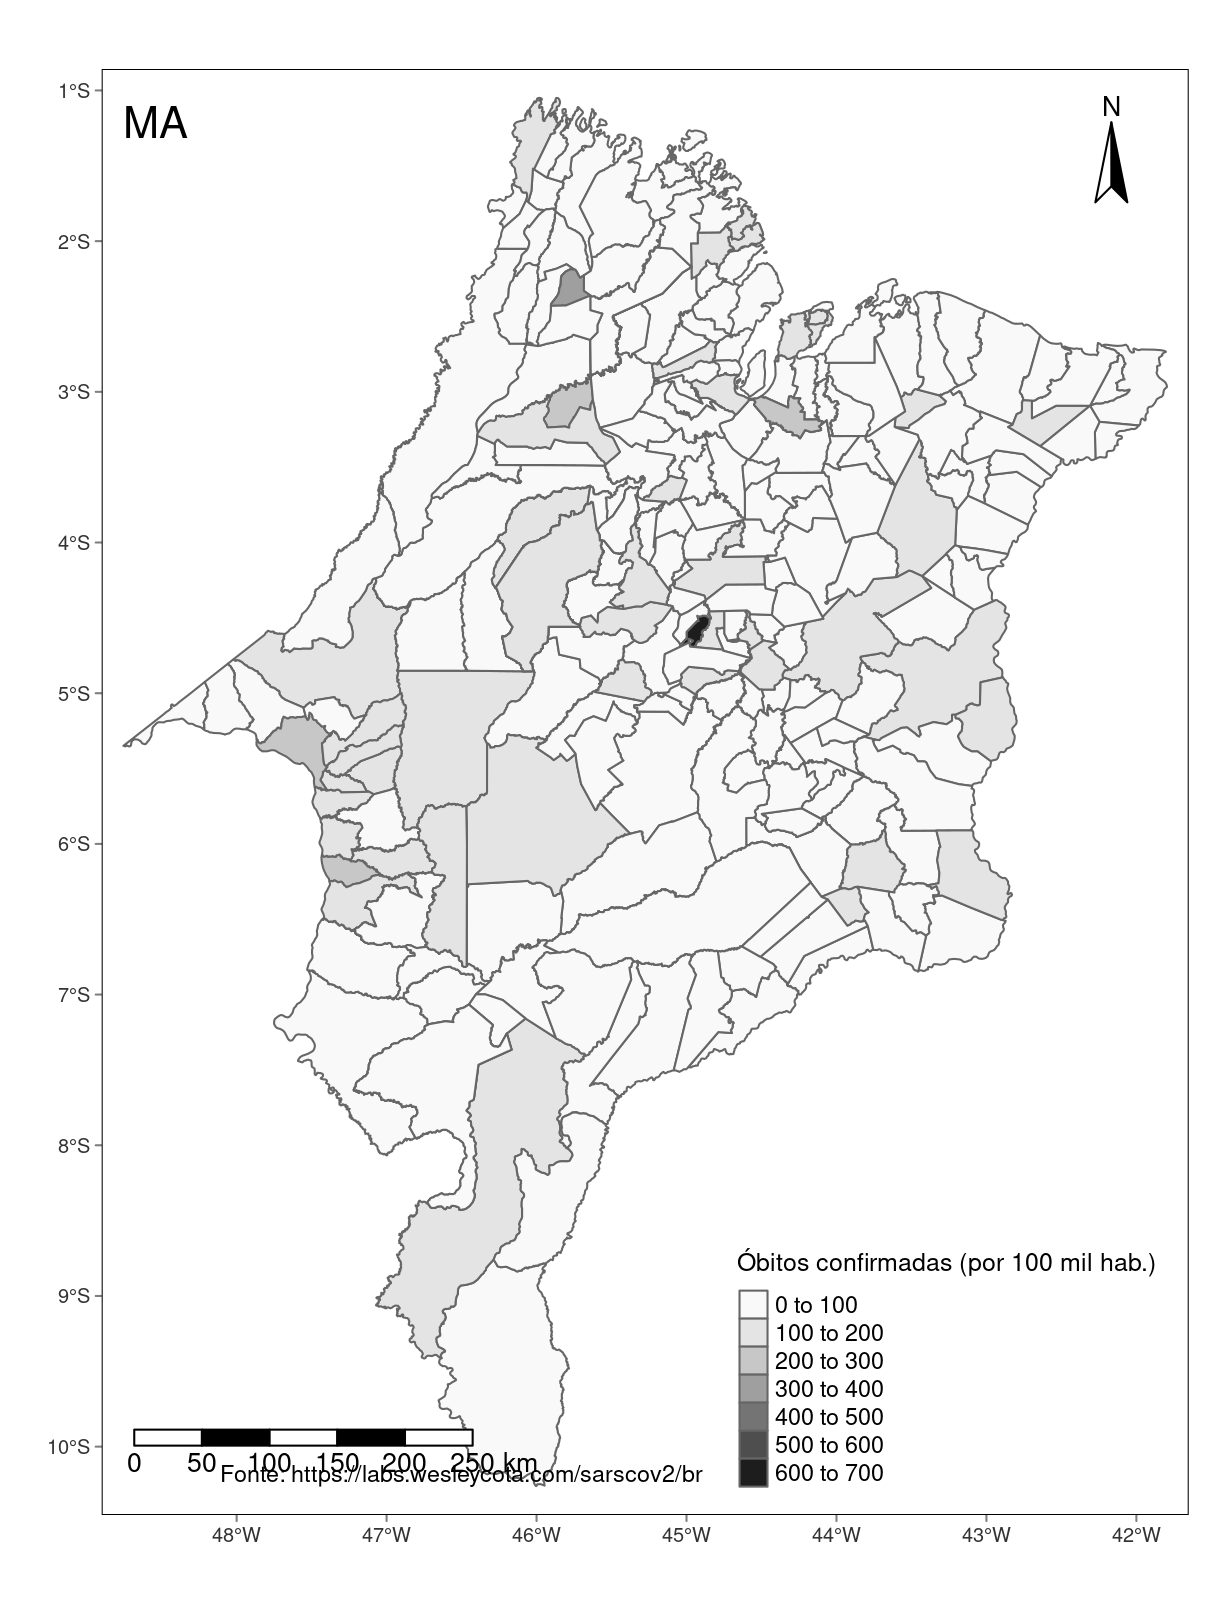 MA
N
1°S
2°S
3°S
4°S
5°S
6°S
7°S
8°S
9°S
10°S
Óbitos confirmadas (por 100 mil hab.)
0 to 100
100 to 200
200 to 300
300 to 400
400 to 500
500 to 600
600 to 700
0 50 100 150 200 250 km
Fonte: https://labs.wesleycota.com/sarscov2/br
48°W 47°W 46°W 45°W 44°W 43°W 42°W